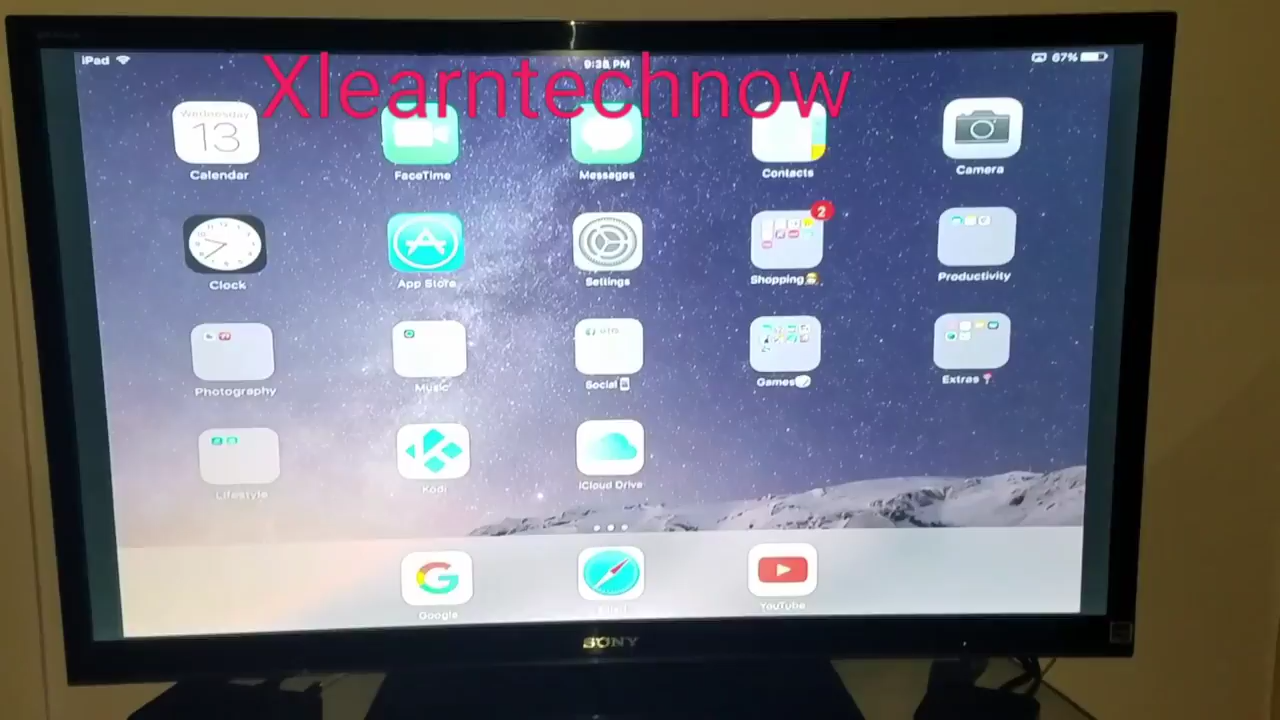 iPad 9:38 PM 67%
Xlearntechnow
Wednesday
13
Calendar FaceTime Messages Contacts Camera
2
Clock App Store Settings Shopping Productivity
Photography Music Social Games Extras
Lifestyle Kodi iCloud Drive
Google YouTube
SONY